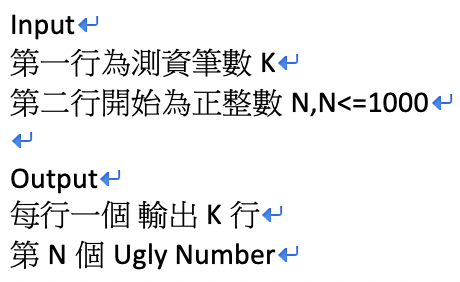 Input
第一行為測資筆數 K
第二行開始為正整數 N,N<=1000
Output
每行一個 輸出 K 行
第 N 個 Ugly Number